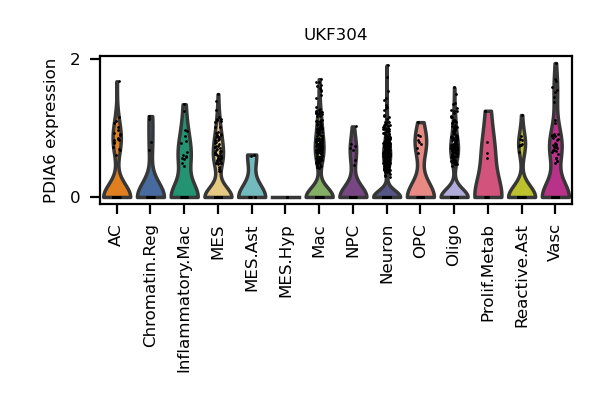 UKF304
PDIA6 expression
2
0
AC
Chromatin.Reg
Inflammatory.Mac
MES
MES.Ast
MES.Hyp
Mac
NPC
Neuron
OPC
Oligo
Prolif.Metab
Reactive.Ast
Vasc